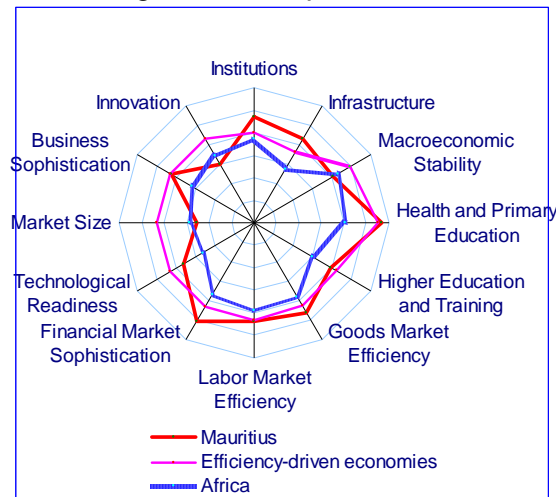 Institutions
Innovation
Infrastructure
Business
Sophistication
Macroeconomic
Stability
Market Size
Health and Primary
Education
Technological
Readiness
Higher Education
and Training
Financial Market
Sophistication
Goods Market
Efficiency
Labor Market
Efficiency
Mauritius
Efficiency-driven economies
Africa